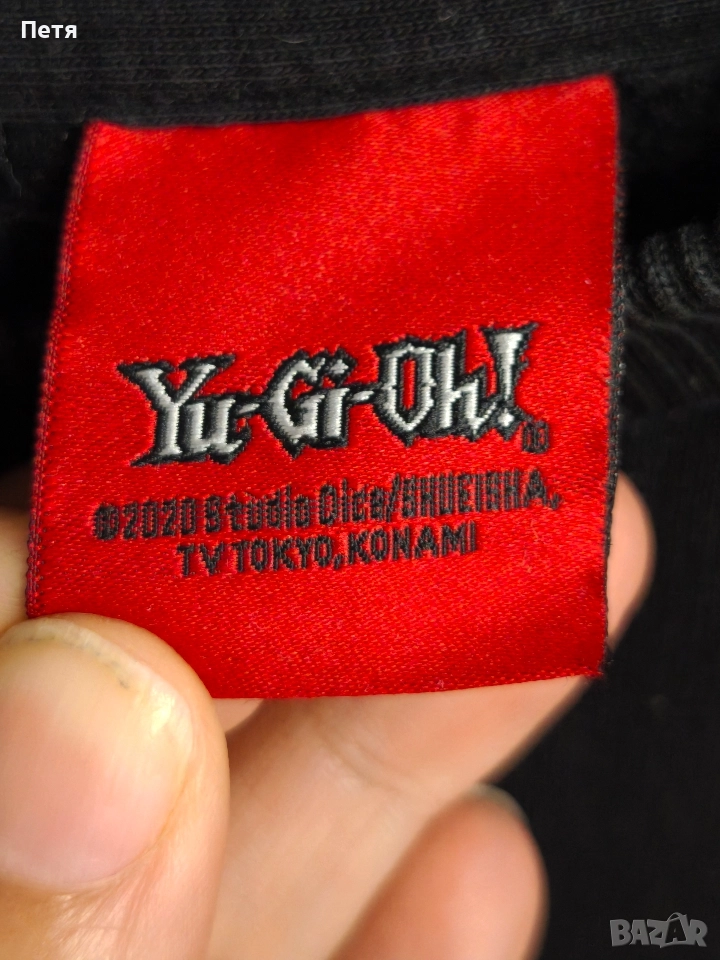 Петя
Yu-Gi-Oh!
©2020 Studio Dice/SHUEISHA,
TV TOKYO, KONAMI
BAZAR